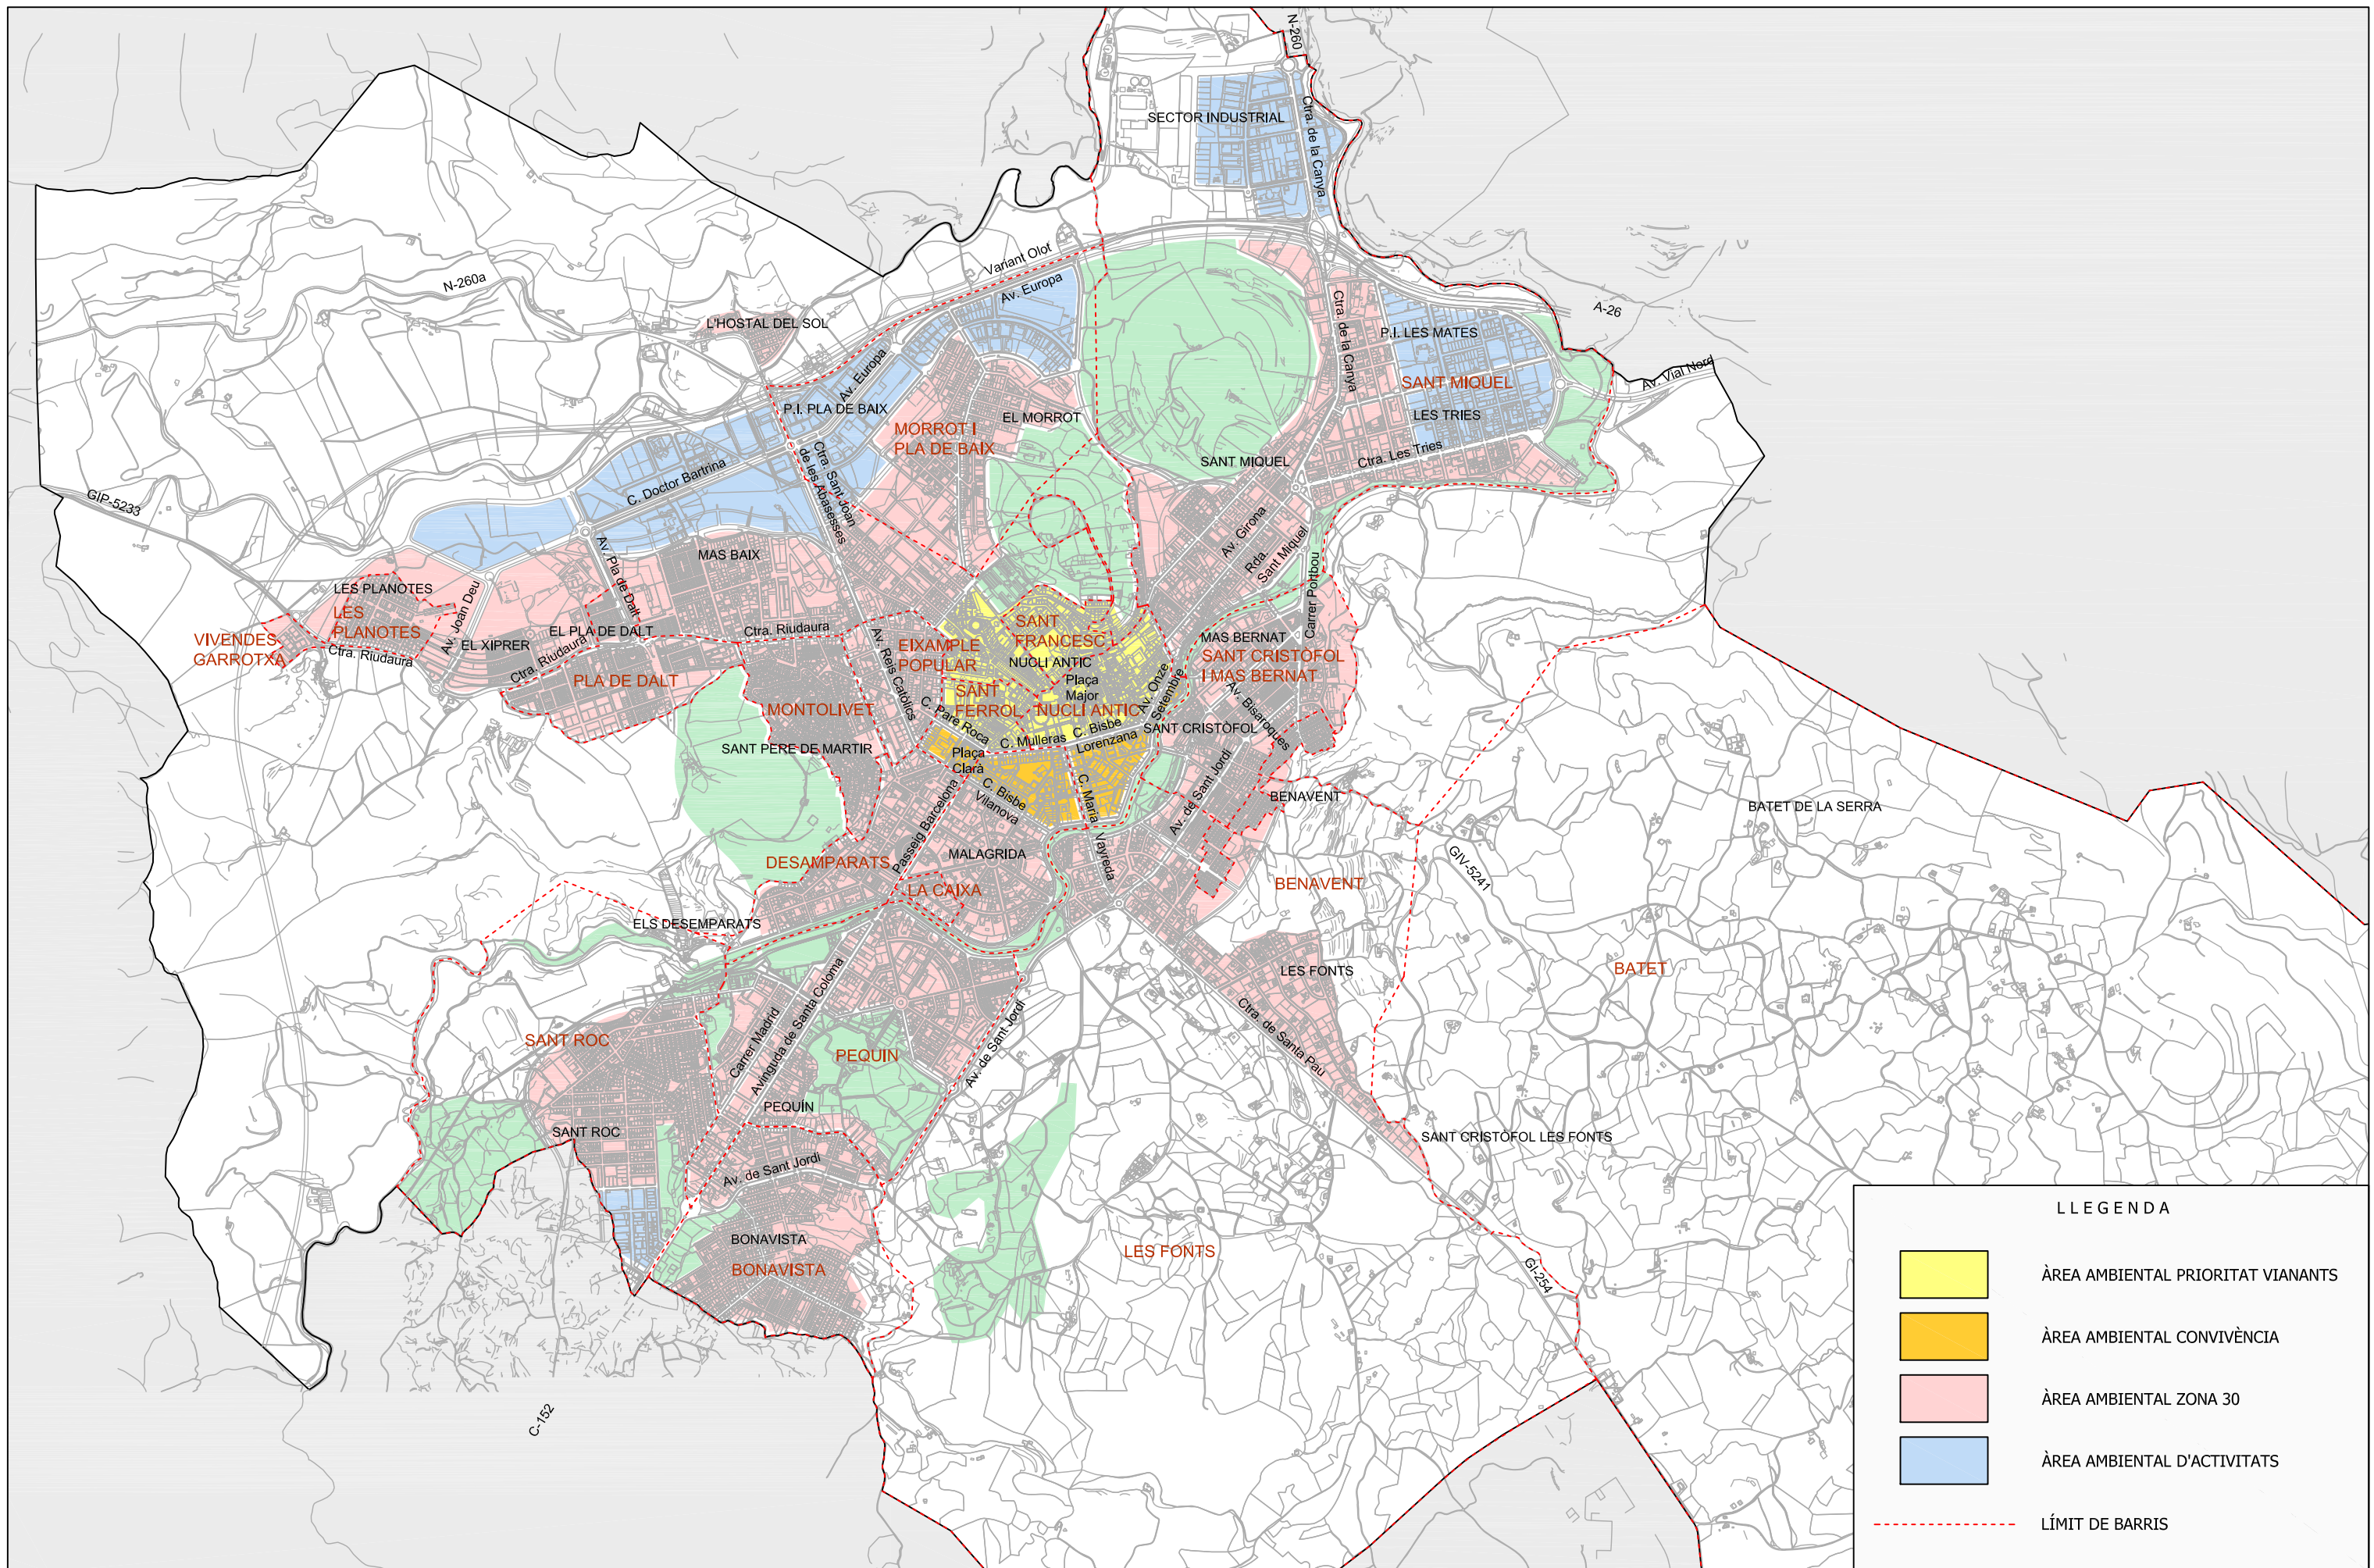 N-260
SECTOR INDUSTRIAL
Ctra. de la Canya
Variant Olot
Av. Europa
N-260a
L'HOSTAL DEL SOL
A-26
Ctra. de la Canya
P.I. LES MATES
Av. Vial Nord
SANT MIQUEL
LES TRIES
Av. Europa
P.I. PLA DE BAIX
EL MORROT
MORROT I
PLA DE BAIX
Ctra. Sant Joan
de les Abasesses
SANT MIQUEL
Ctra. Les Tries
C. Doctor Bartrina
GIP-5233
Av. Girona
Rda.
Sant Miquel
Carrer Portbou
MAS BAIX
Av. Pla de Dalt
LES PLANOTES
LES
PLANOTES
Av. Joan Deu
VIVENDES
GARROTXA
Ctra. Riudaura
EL XIPRER
EL PLA DE DALT
Ctra. Riudaura
Ctra. Riudaura
PLA DE DALT
Av. Reis Catòlics
EIXAMPLE
POPULAR
SANT
FRANCESC
NUCLI ANTIC
Plaça
Major
MAS BERNAT
SANT CRISTÒFOL
I MAS BERNAT
Av. Onze
Setembre
Av. Bisaroques
SANT
FERROL
NUCLI ANTIC
MONTOLIVET
SANT PERE DE MARTIR
C. Pare Roca
C. Mulleras
C. Bisbe
Lorenzana
SANT CRISTÒFOL
Plaça
Clarà
C. Bisbe
Vilanova
C. Maria
Vayreda
Av. de Sant Jordi
BENAVENT
BATET DE LA SERRA
Passeig Barcelona
MALAGRIDA
DESAMPARATS
LA CAIXA
BENAVENT
GIV-5241
ELS DESEMPARATS
LES FONTS
BATET
Ctra. de Santa Pau
SANT ROC
Carrer Madrid
Avinguda de Santa Coloma
PEQUIN
Av. de Sant Jordi
PEQUÍN
SANT ROC
SANT CRISTÒFOL LES FONTS
Av. de Sant Jordi
BONAVISTA
BONAVISTA
LES FONTS
GI-254
C-152
LLEGENDA
ÀREA AMBIENTAL PRIORITAT VIANANTS
ÀREA AMBIENTAL CONVIVÈNCIA
ÀREA AMBIENTAL ZONA 30
ÀREA AMBIENTAL D'ACTIVITATS
LÍMIT DE BARRIS